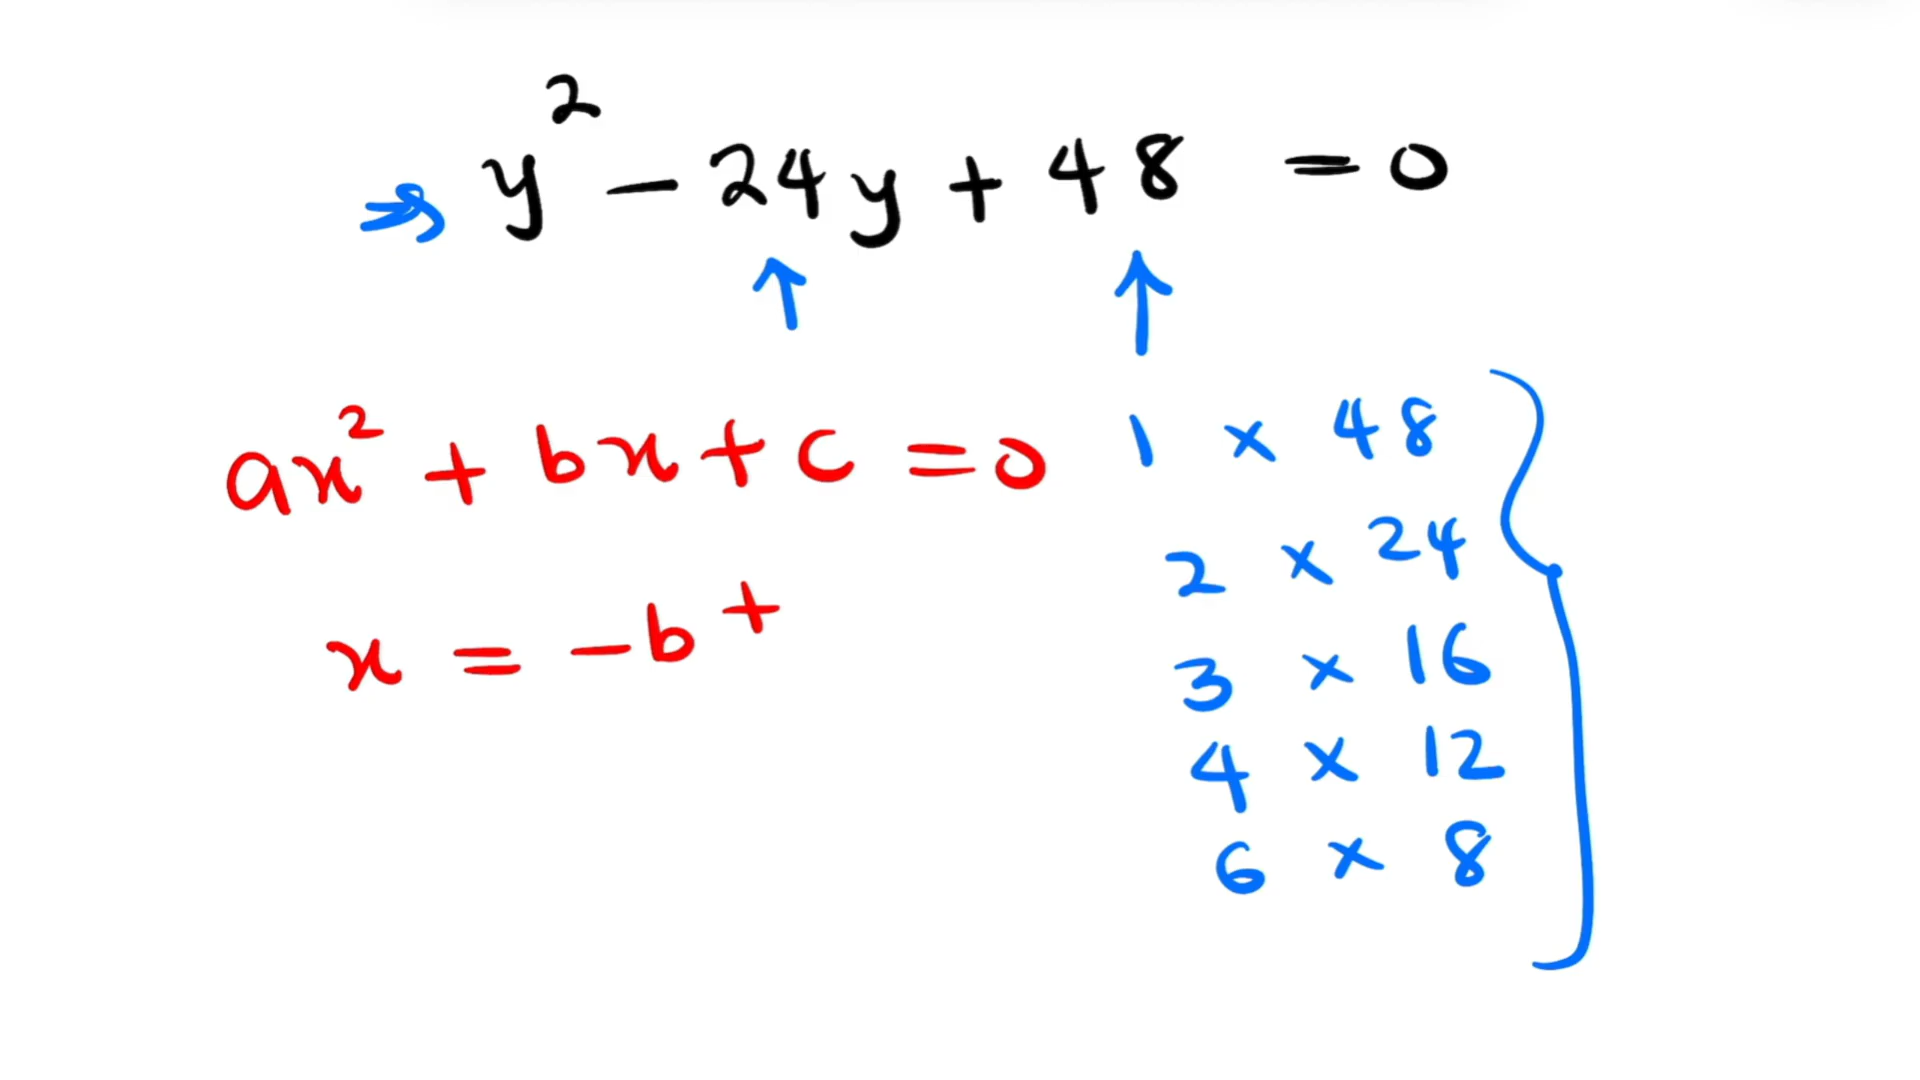 ⇒ y² − 24y + 48 = 0
↑ ↑
ax² + bx + c = 0
x = −b +
1 × 48
2 × 24
3 × 16
4 × 12
6 × 8